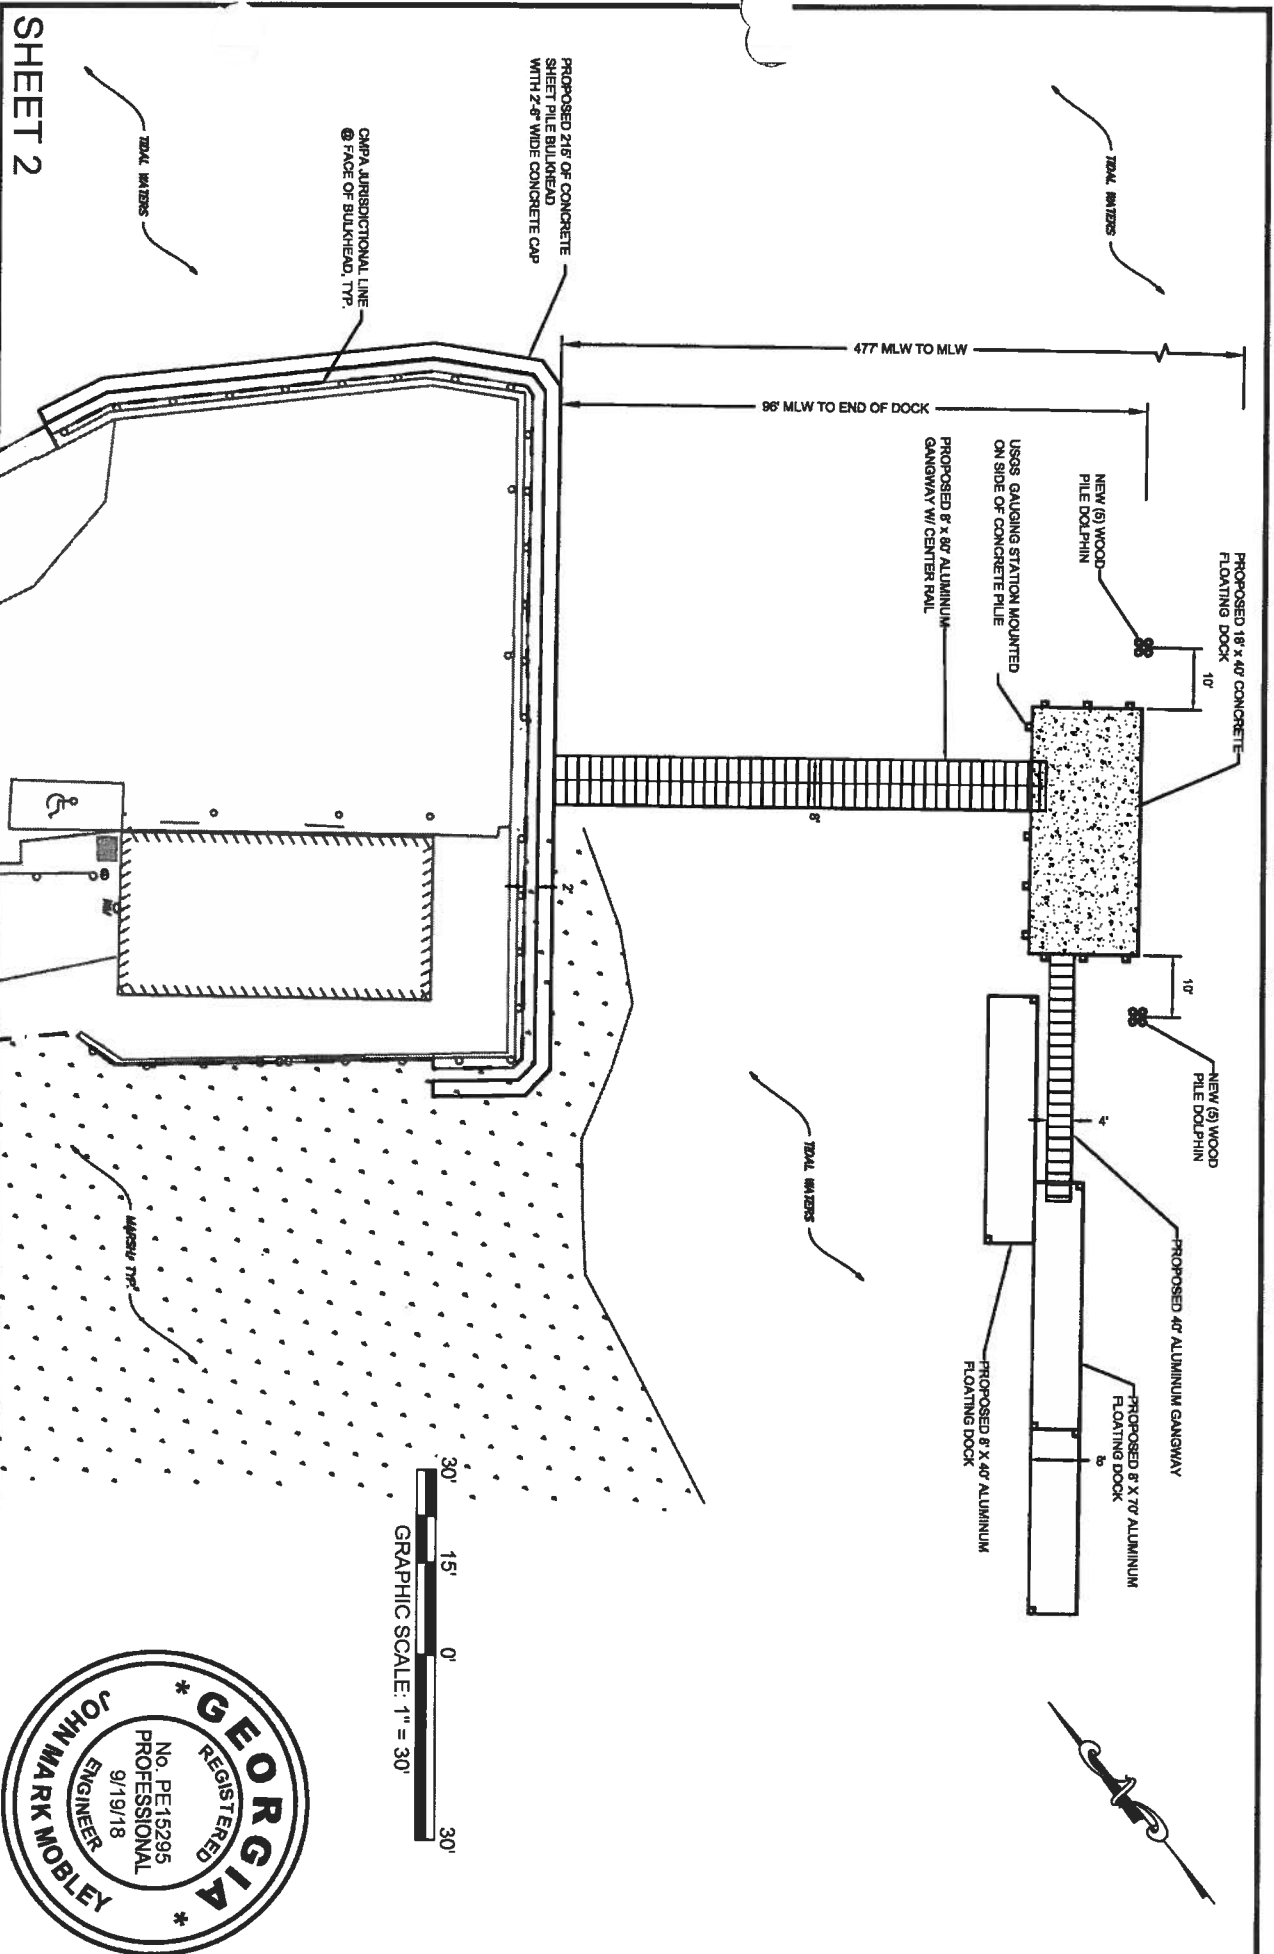 PROPOSED 18' x 40' CONCRETE
FLOATING DOCK
NEW (5) WOOD
PILE DOLPHIN
10'
10'
NEW (5) WOOD
PILE DOLPHIN
USGS GAUGING STATION MOUNTED
ON SIDE OF CONCRETE PILIE
PROPOSED 8' x 80' ALUMINUM
GANGWAY W/ CENTER RAIL
477' MLW TO MLW
96' MLW TO END OF DOCK
TIDAL WATERS
4'
PROPOSED 40' ALUMINUM GANGWAY
PROPOSED 8' X 70' ALUMINUM
FLOATING DOCK
8'
PROPOSED 8' X 40' ALUMINUM
FLOATING DOCK
8'
TIDAL WATERS
PROPOSED 215' OF CONCRETE
SHEET PILE BULKHEAD
WITH 2'-6" WIDE CONCRETE CAP
CMPA JURISDICTIONAL LINE
@ FACE OF BULKHEAD, TYP.
TIDAL WATERS
2'
MARSH, TYP.
30' 15' 0' 30'
GRAPHIC SCALE: 1" = 30'
* GEORGIA *
REGISTERED
No. PE15295
PROFESSIONAL
9/19/18
ENGINEER
JOHN MARK MOBLEY
SHEET 2